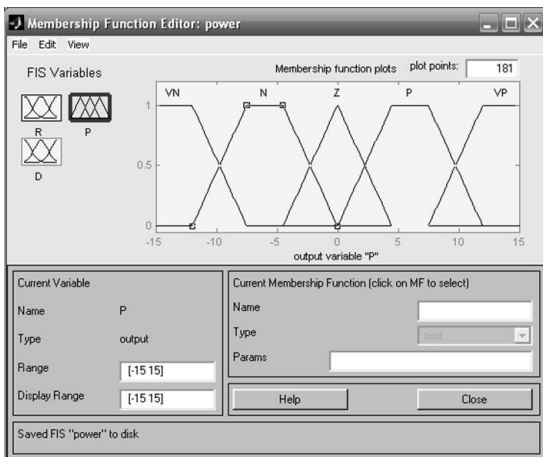 Membership Function Editor: power
File Edit View
FIS Variables
R P
D
Membership function plots plot points: 181
VN N Z P VP
1
0.5
0
-15 -10 -5 0 5 10 15
output variable "P"
Current Variable
Name P
Type output
Range [-15 15]
Display Range [-15 15]
Current Membership Function (click on MF to select)
Name
Type trimf
Params
Help Close
Saved FIS "power" to disk